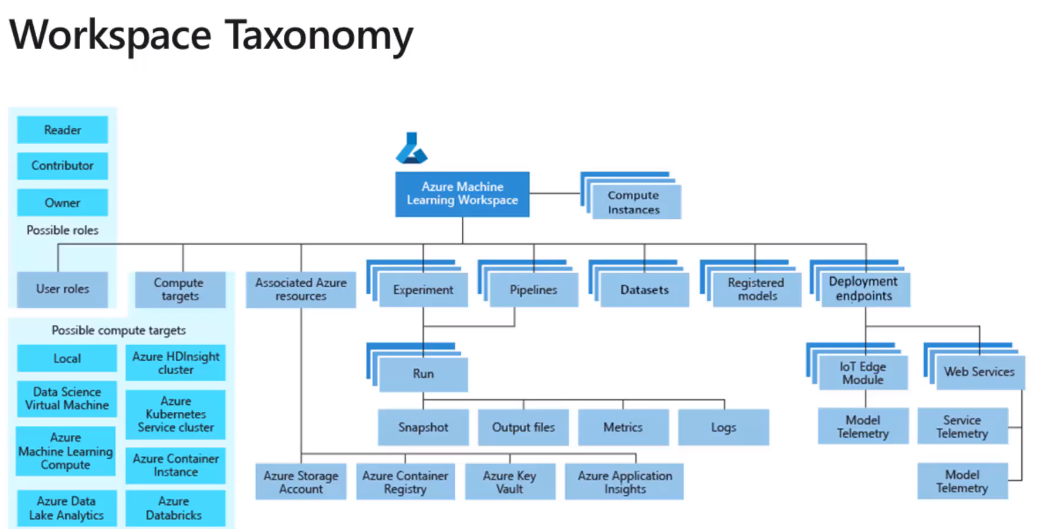 Workspace Taxonomy
Reader
Contributor
Owner
Possible roles
User roles
Azure Machine
Learning Workspace
Compute
Instances
Compute
targets
Associated Azure
resources
Experiment
Pipelines
Datasets
Registered
models
Deployment
endpoints
Possible compute targets
Local
Azure HDInsight
cluster
Data Science
Virtual Machine
Azure
Kubernetes
Service cluster
Azure
Machine Learning
Compute
Azure Container
Instance
Azure Data
Lake Analytics
Azure
Databricks
Run
IoT Edge
Module
Web Services
Snapshot
Output files
Metrics
Logs
Model
Telemetry
Service
Telemetry
Azure Storage
Account
Azure Container
Registry
Azure Key
Vault
Azure Application
Insights
Model
Telemetry